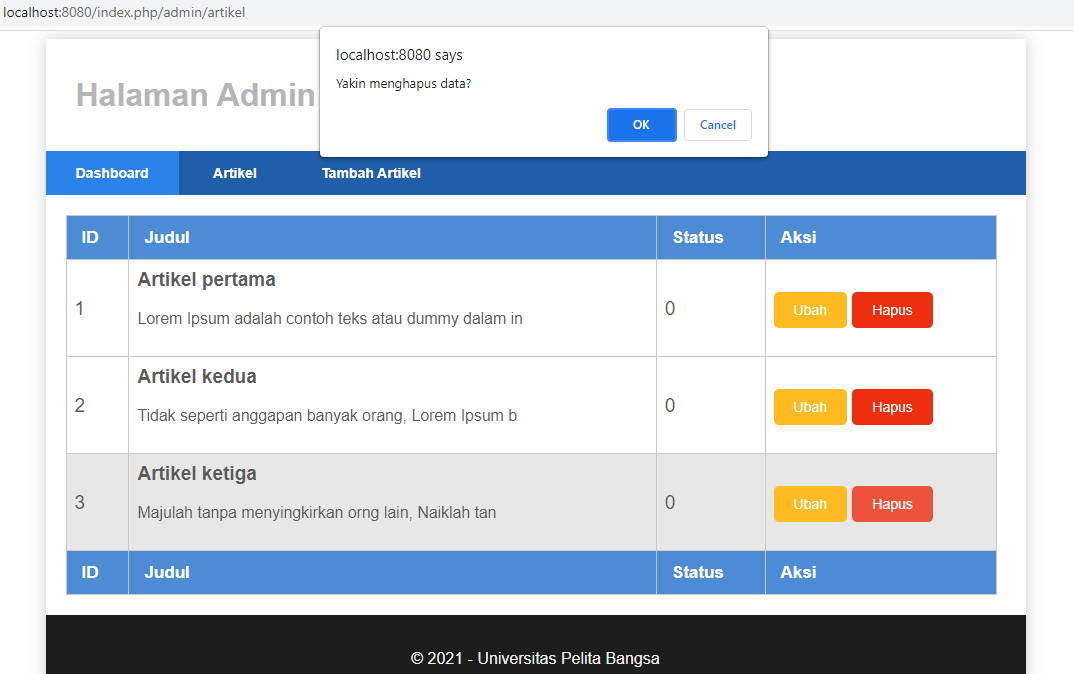 localhost:8080/index.php/admin/artikel
localhost:8080 says
Yakin menghapus data?
OK Cancel
Halaman Admin
Dashboard Artikel Tambah Artikel
ID Judul Status Aksi
1 Artikel pertama 0 Ubah Hapus
Lorem Ipsum adalah contoh teks atau dummy dalam in
2 Artikel kedua 0 Ubah Hapus
Tidak seperti anggapan banyak orang, Lorem Ipsum b
3 Artikel ketiga 0 Ubah Hapus
Majulah tanpa menyingkirkan orng lain, Naiklah tan
ID Judul Status Aksi
© 2021 - Universitas Pelita Bangsa